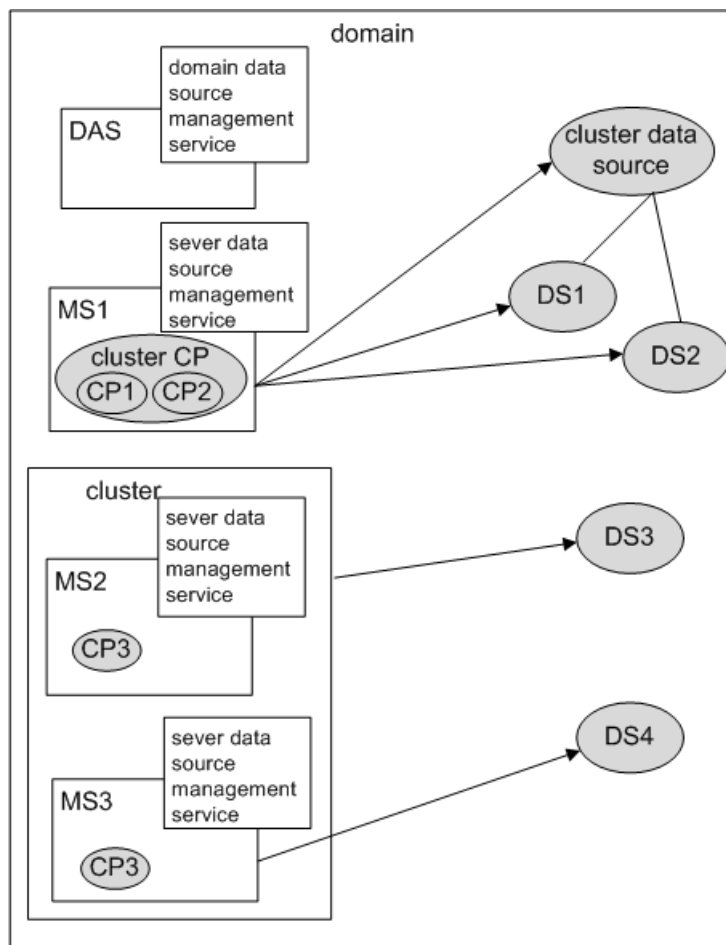 domain
domain data
source
management
service
DAS
cluster data
source
sever data
source
management
service
MS1
cluster CP
CP1 CP2
DS1
DS2
cluster
sever data
source
management
service
MS2
CP3
DS3
sever data
source
management
service
MS3
CP3
DS4